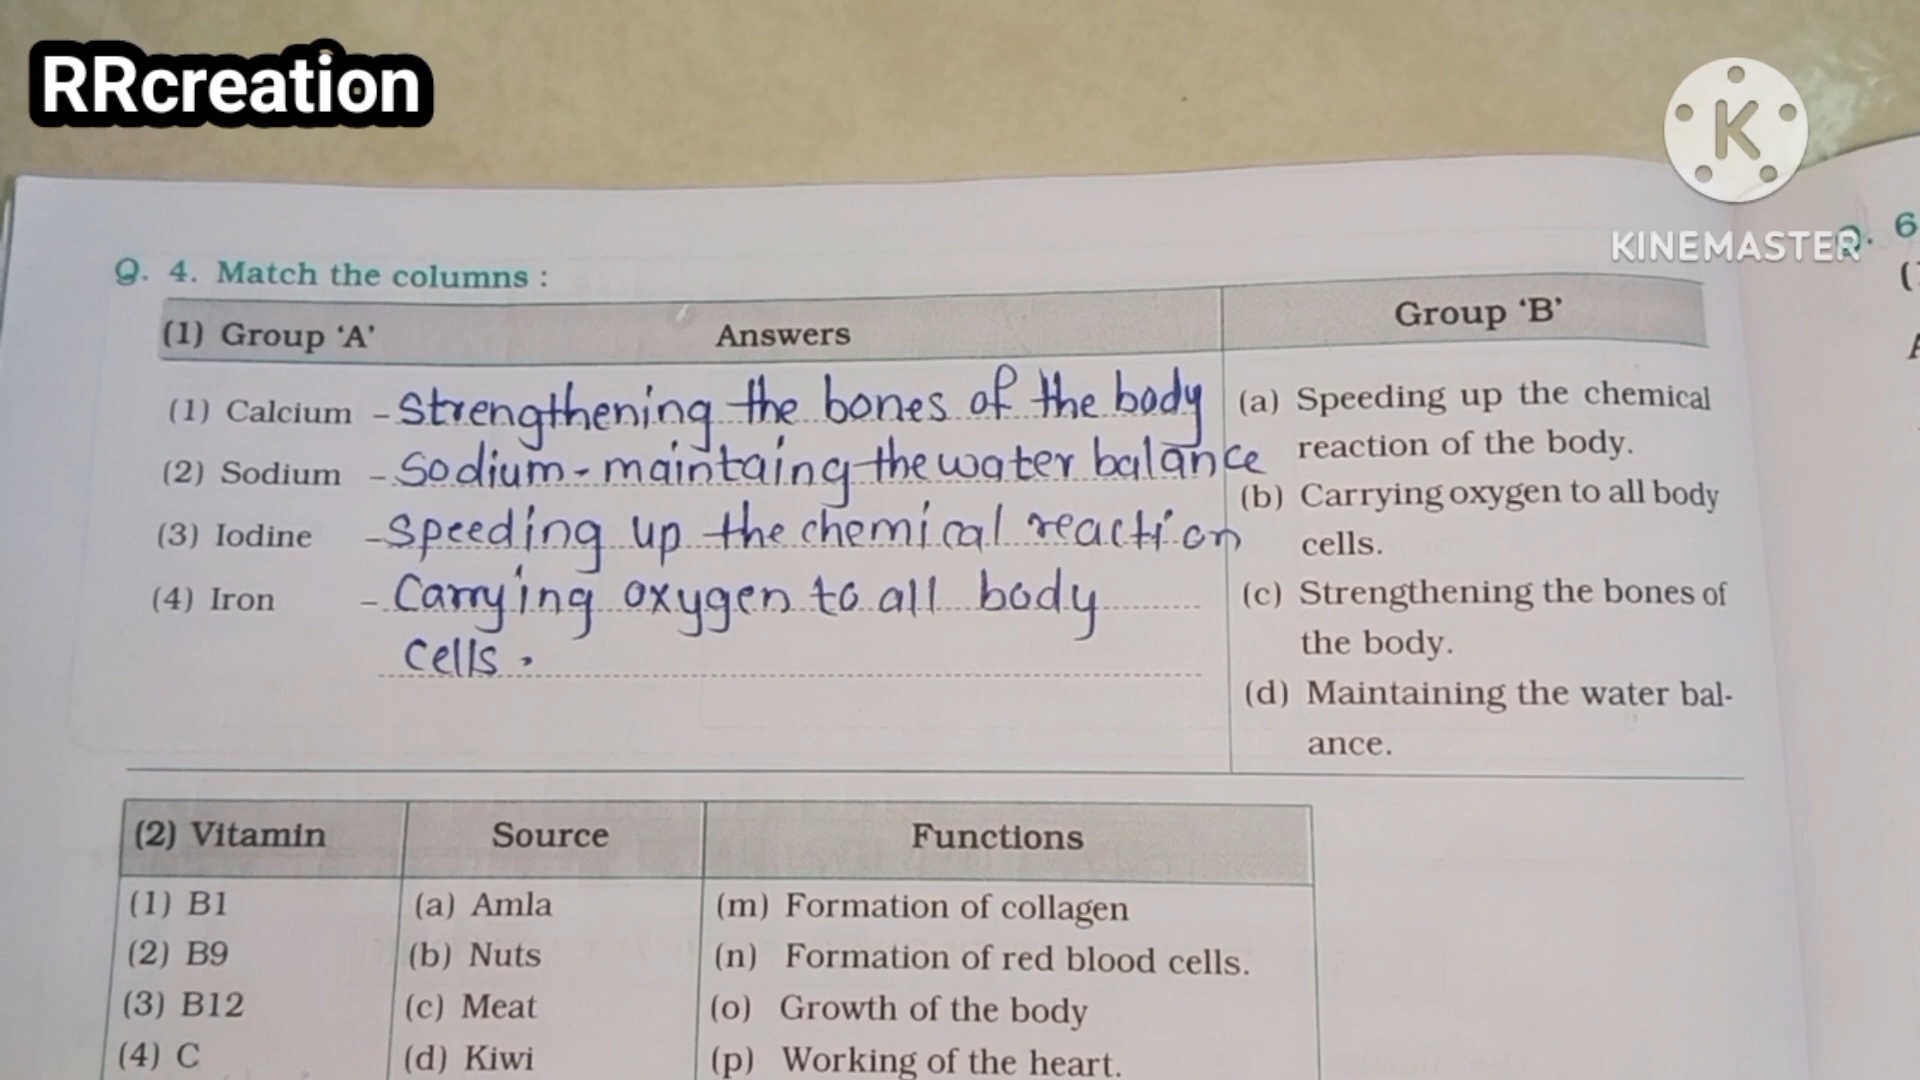 RRcreation
KINEMASTER
Q. 4. Match the columns :
(1) Group ‘A’ Answers Group ‘B’
(1) Calcium – Strengthening the bones of the body
(2) Sodium – Sodium - maintaing the water balance
(3) Iodine – Speeding up the chemical reaction
(4) Iron – Carrying oxygen to all body
cells.
(a) Speeding up the chemical
reaction of the body.
(b) Carrying oxygen to all body
cells.
(c) Strengthening the bones of
the body.
(d) Maintaining the water bal-
ance.
(2) Vitamin Source Functions
(1) B1 (a) Amla (m) Formation of collagen
(2) B9 (b) Nuts (n) Formation of red blood cells.
(3) B12 (c) Meat (o) Growth of the body
(4) C (d) Kiwi (p) Working of the heart.
Q. 6